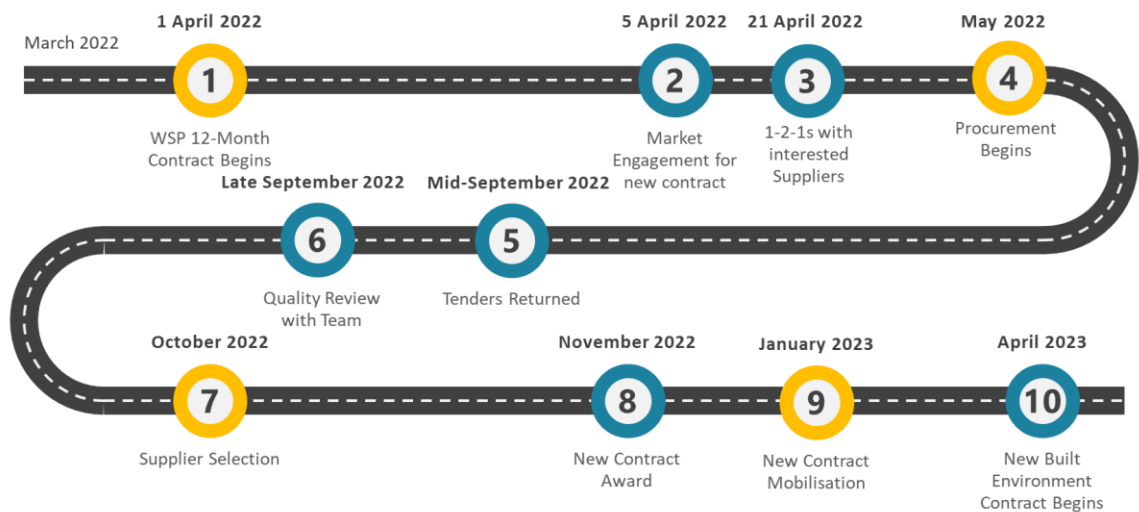 March 2022
1 April 2022
1
WSP 12-Month
Contract Begins
5 April 2022
2
Market
Engagement for
new contract
21 April 2022
3
1-2-1s with
interested
Suppliers
May 2022
4
Procurement
Begins
Mid-September 2022
5
Tenders Returned
Late September 2022
6
Quality Review
with Team
October 2022
7
Supplier Selection
November 2022
8
New Contract
Award
January 2023
9
New Contract
Mobilisation
April 2023
10
New Built
Environment
Contract Begins